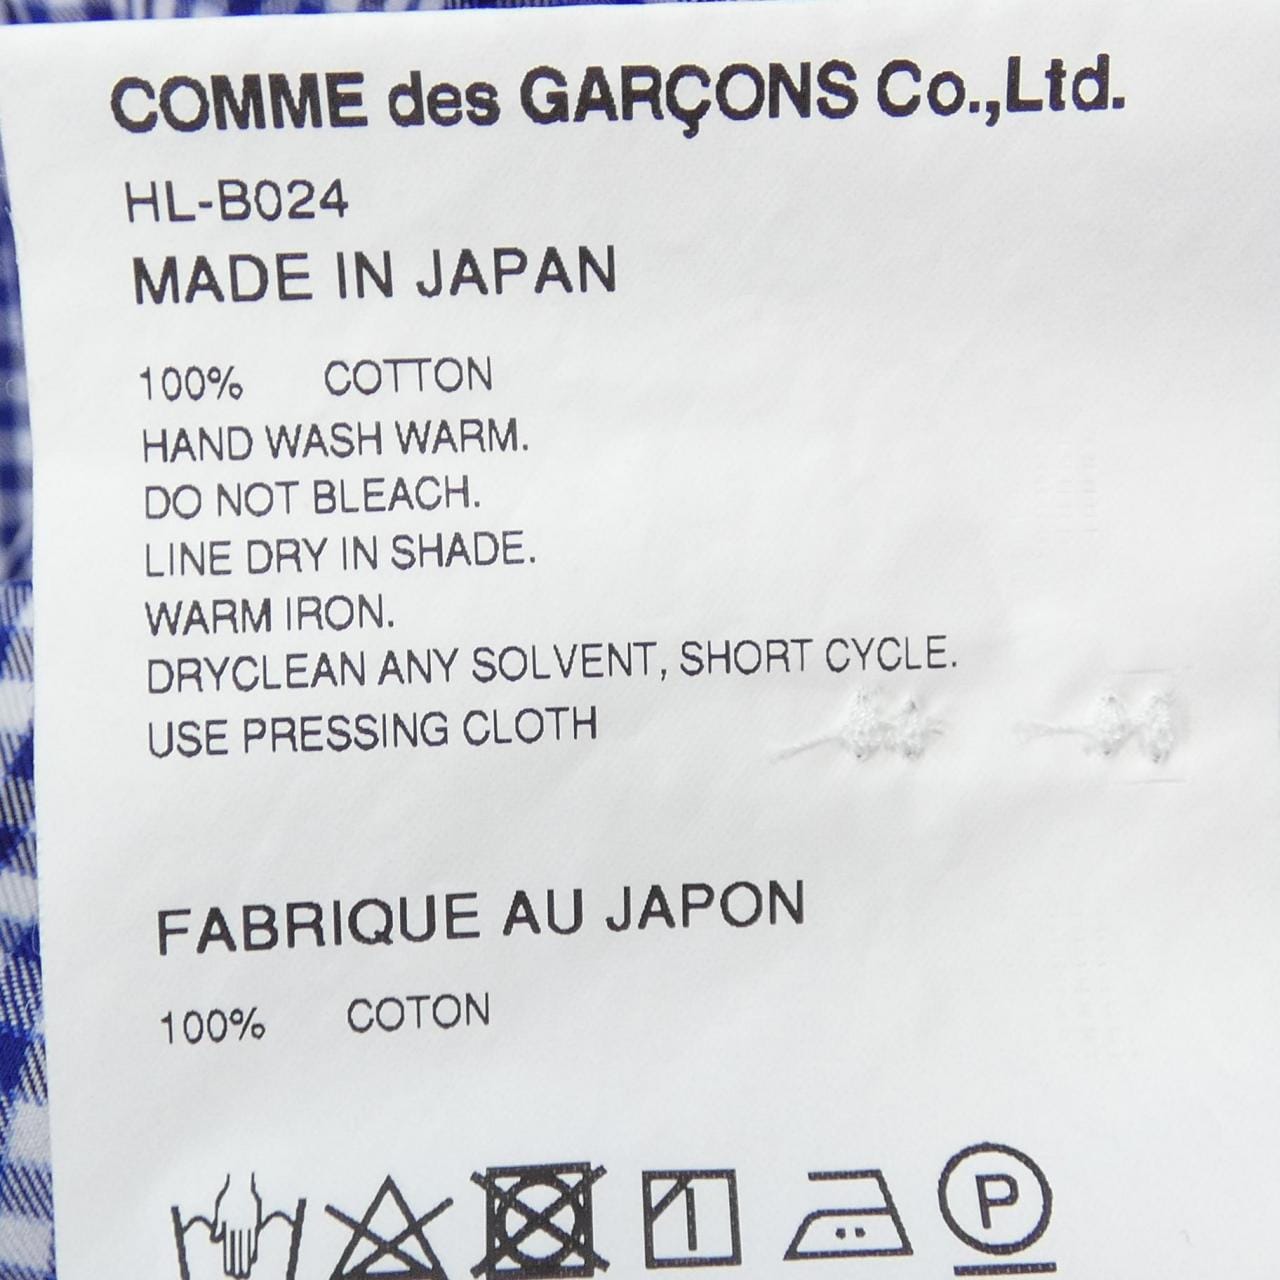 COMME des GARÇONS Co.,Ltd.
HL-B024
MADE IN JAPAN
100% COTTON
HAND WASH WARM.
DO NOT BLEACH.
LINE DRY IN SHADE.
WARM IRON.
DRYCLEAN ANY SOLVENT, SHORT CYCLE.
USE PRESSING CLOTH
FABRIQUE AU JAPON
100% COTON
P